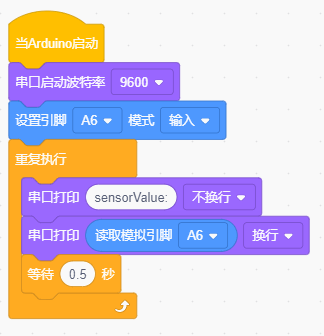 当Arduino启动
串口启动波特率 9600
设置引脚 A6 模式 输入
重复执行
串口打印 sensorValue: 不换行
串口打印 读取模拟引脚 A6 换行
等待 0.5 秒